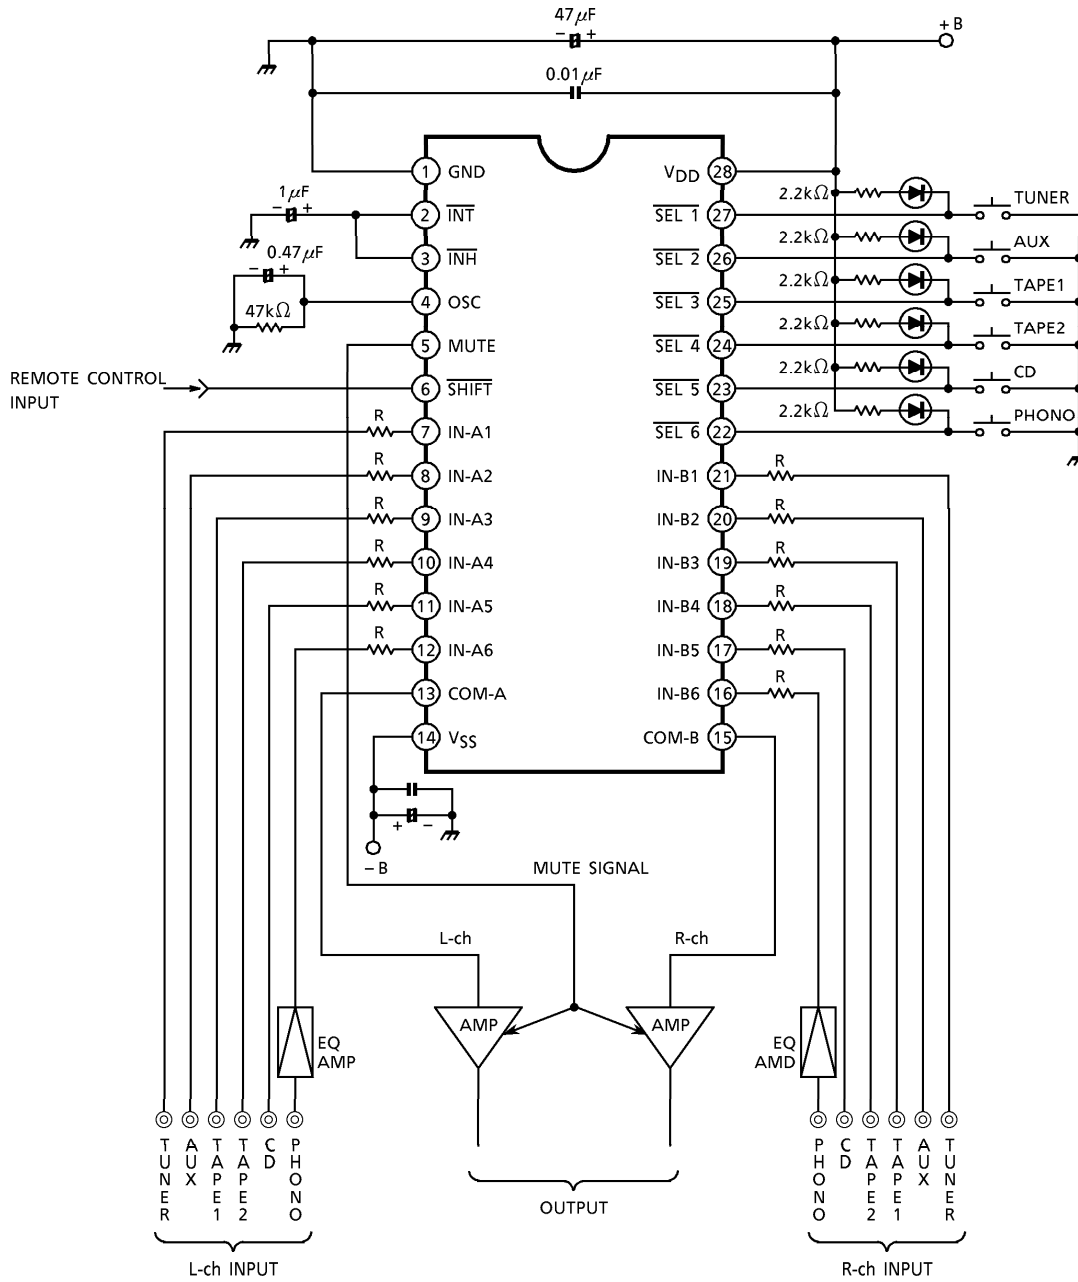 47μF
− +
+B
0.01μF
1 GND
VDD 28
1μF
− +
2 INT
2.2kΩ
SEL 1 27
TUNER
3 INH
2.2kΩ
SEL 2 26
AUX
0.47μF
− +
47kΩ
4 OSC
2.2kΩ
SEL 3 25
TAPE1
5 MUTE
2.2kΩ
SEL 4 24
TAPE2
REMOTE CONTROL
INPUT
6 SHIFT
2.2kΩ
SEL 5 23
CD
R
7 IN-A1
2.2kΩ
SEL 6 22
PHONO
R
8 IN-A2
IN-B1 21
R
R
9 IN-A3
IN-B2 20
R
R
10 IN-A4
IN-B3 19
R
R
11 IN-A5
IN-B4 18
R
R
12 IN-A6
IN-B5 17
R
13 COM-A
IN-B6 16
R
14 VSS
COM-B 15
+ −
−B
MUTE SIGNAL
L-ch
R-ch
AMP
AMP
EQ
AMP
EQ
AMD
TUNER
AUX
TAPE1
TAPE2
CD
PHONO
PHONO
CD
TAPE2
TAPE1
AUX
TUNER
OUTPUT
L-ch INPUT
R-ch INPUT